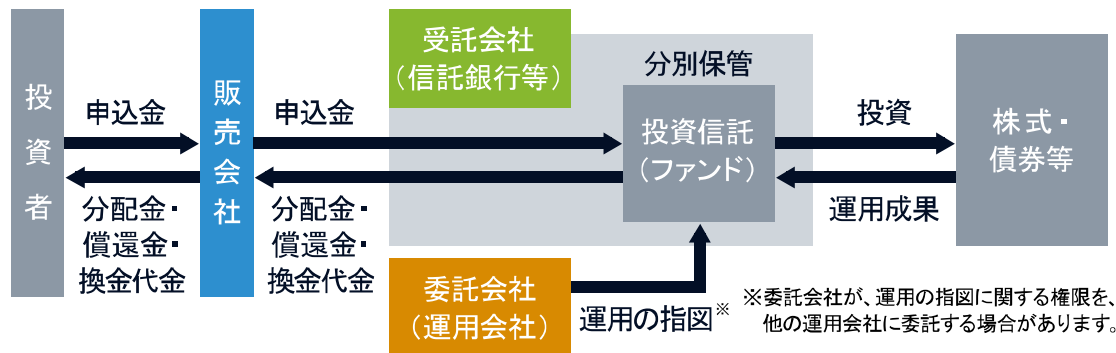 投資者
申込金
分配金・
償還金・
換金代金
販売会社
申込金
分配金・
償還金・
換金代金
受託会社
（信託銀行等）
分別保管
投資信託
（ファンド）
委託会社
（運用会社）
運用の指図※
投資
運用成果
株式・
債券等
※委託会社が、運用の指図に関する権限を、
他の運用会社に委託する場合があります。